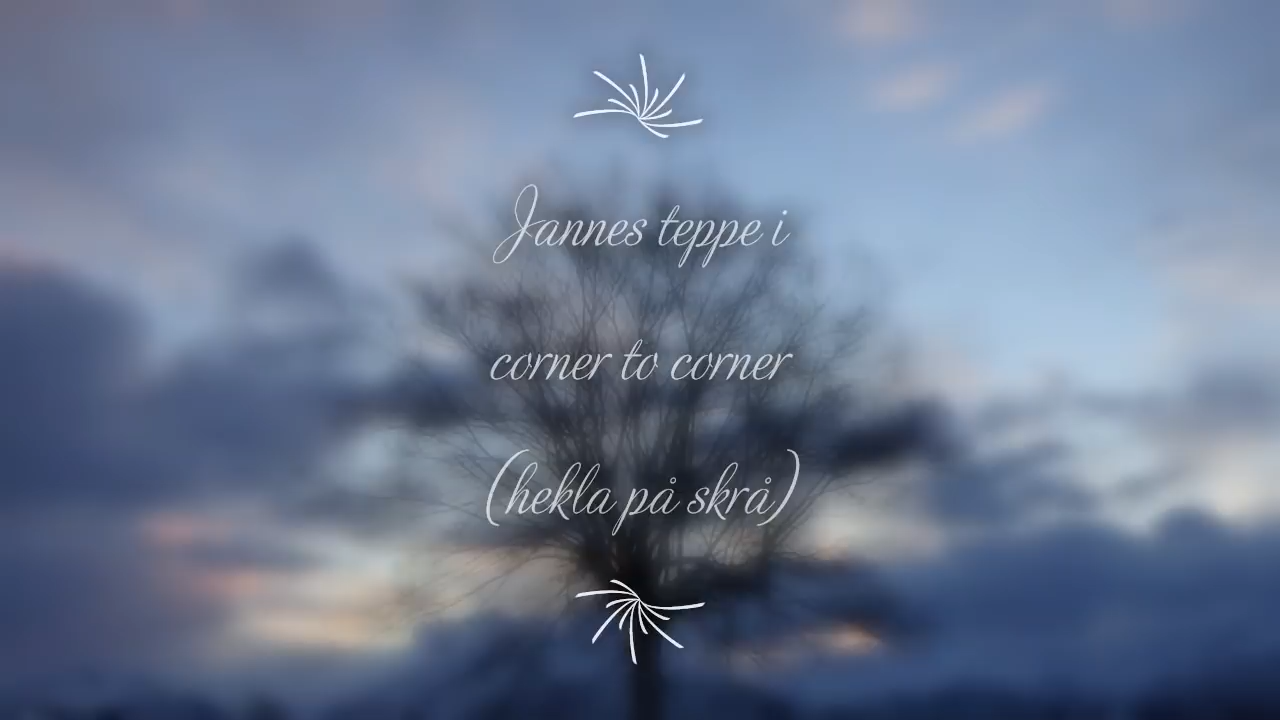 Jannes teppe i
corner to corner
(hekla på skrå)